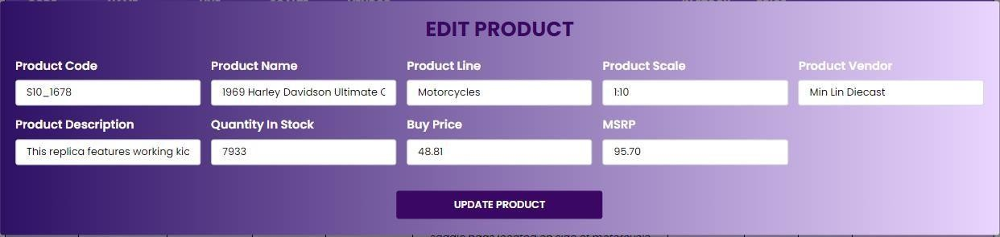 EDIT PRODUCT
Product Code Product Name Product Line Product Scale Product Vendor
S10_1678 1969 Harley Davidson Ultimate Motorcycles 1:10 Min Lin Diecast
Product Description Quantity In Stock Buy Price MSRP
This replica features working 7933 48.81 95.70
UPDATE PRODUCT